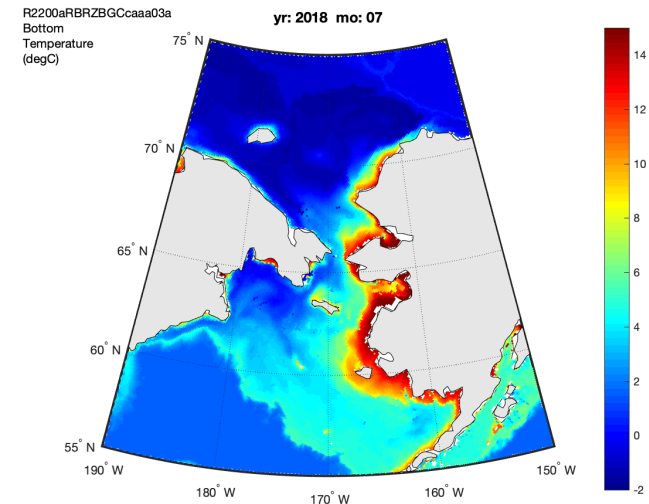 R2200aRBRZBGCcaaa03a
Bottom
Temperature
(degC)
yr: 2018 mo: 07
75° N
70° N
65° N
60° N
55° N
190° W
180° W
170° W
160° W
150° W
14
12
10
8
6
4
2
0
-2